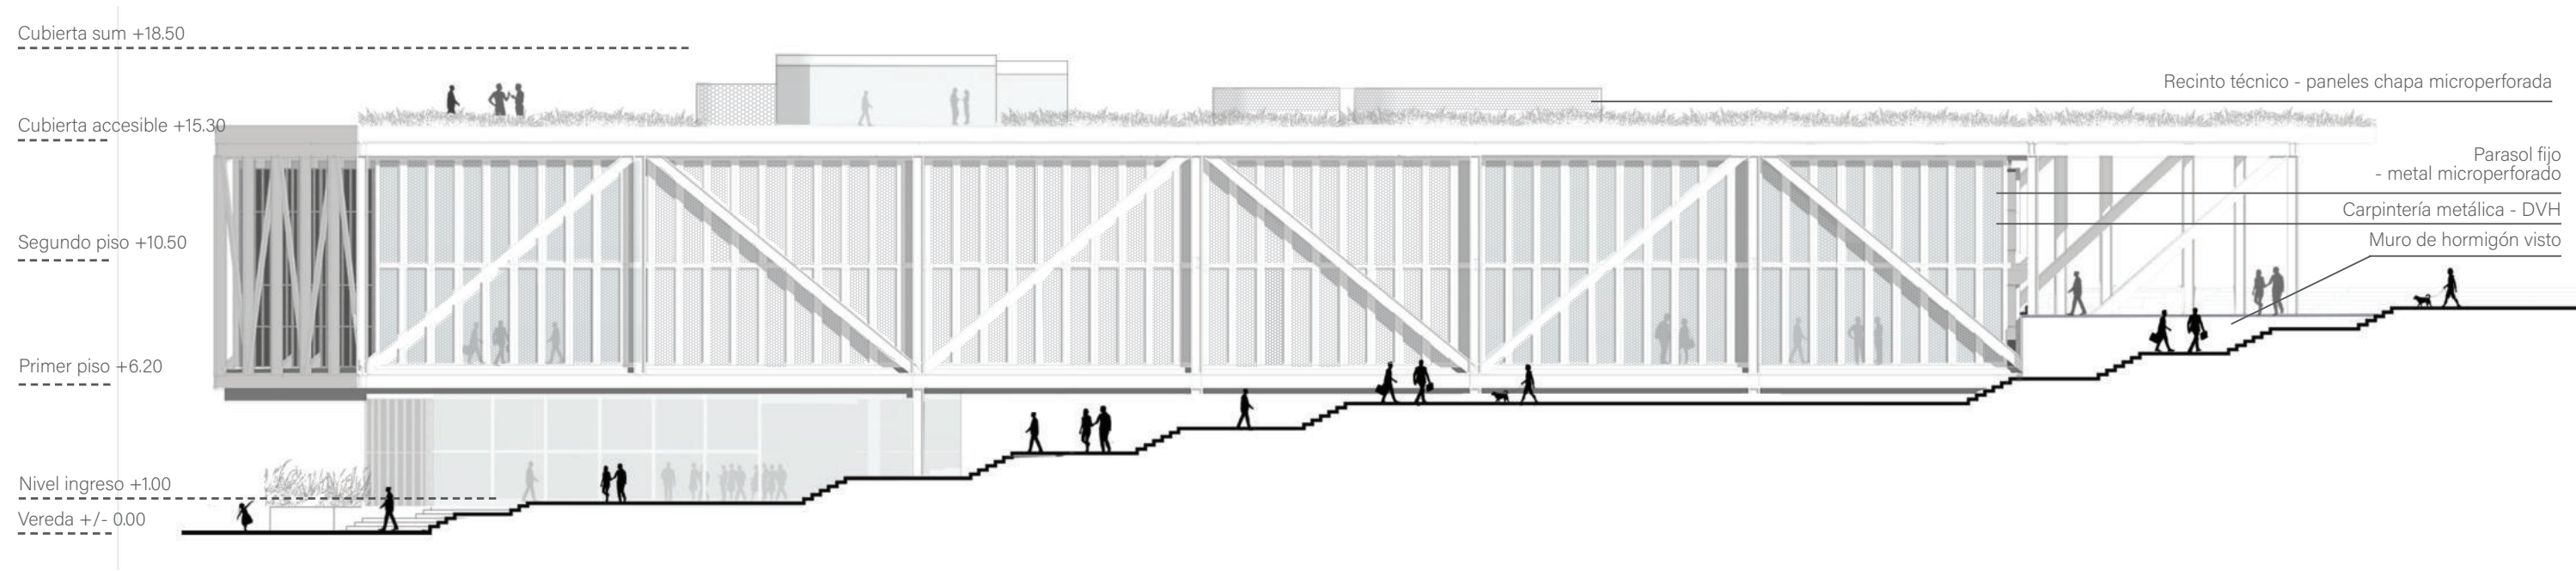 Cubierta sum +18.50
Cubierta accesible +15.30
Segundo piso +10.50
Primer piso +6.20
Nivel ingreso +1.00
Vereda +/- 0.00
Recinto técnico - paneles chapa microperforada
Parasol fijo
- metal microperforado
Carpintería metálica - DVH
Muro de hormigón visto